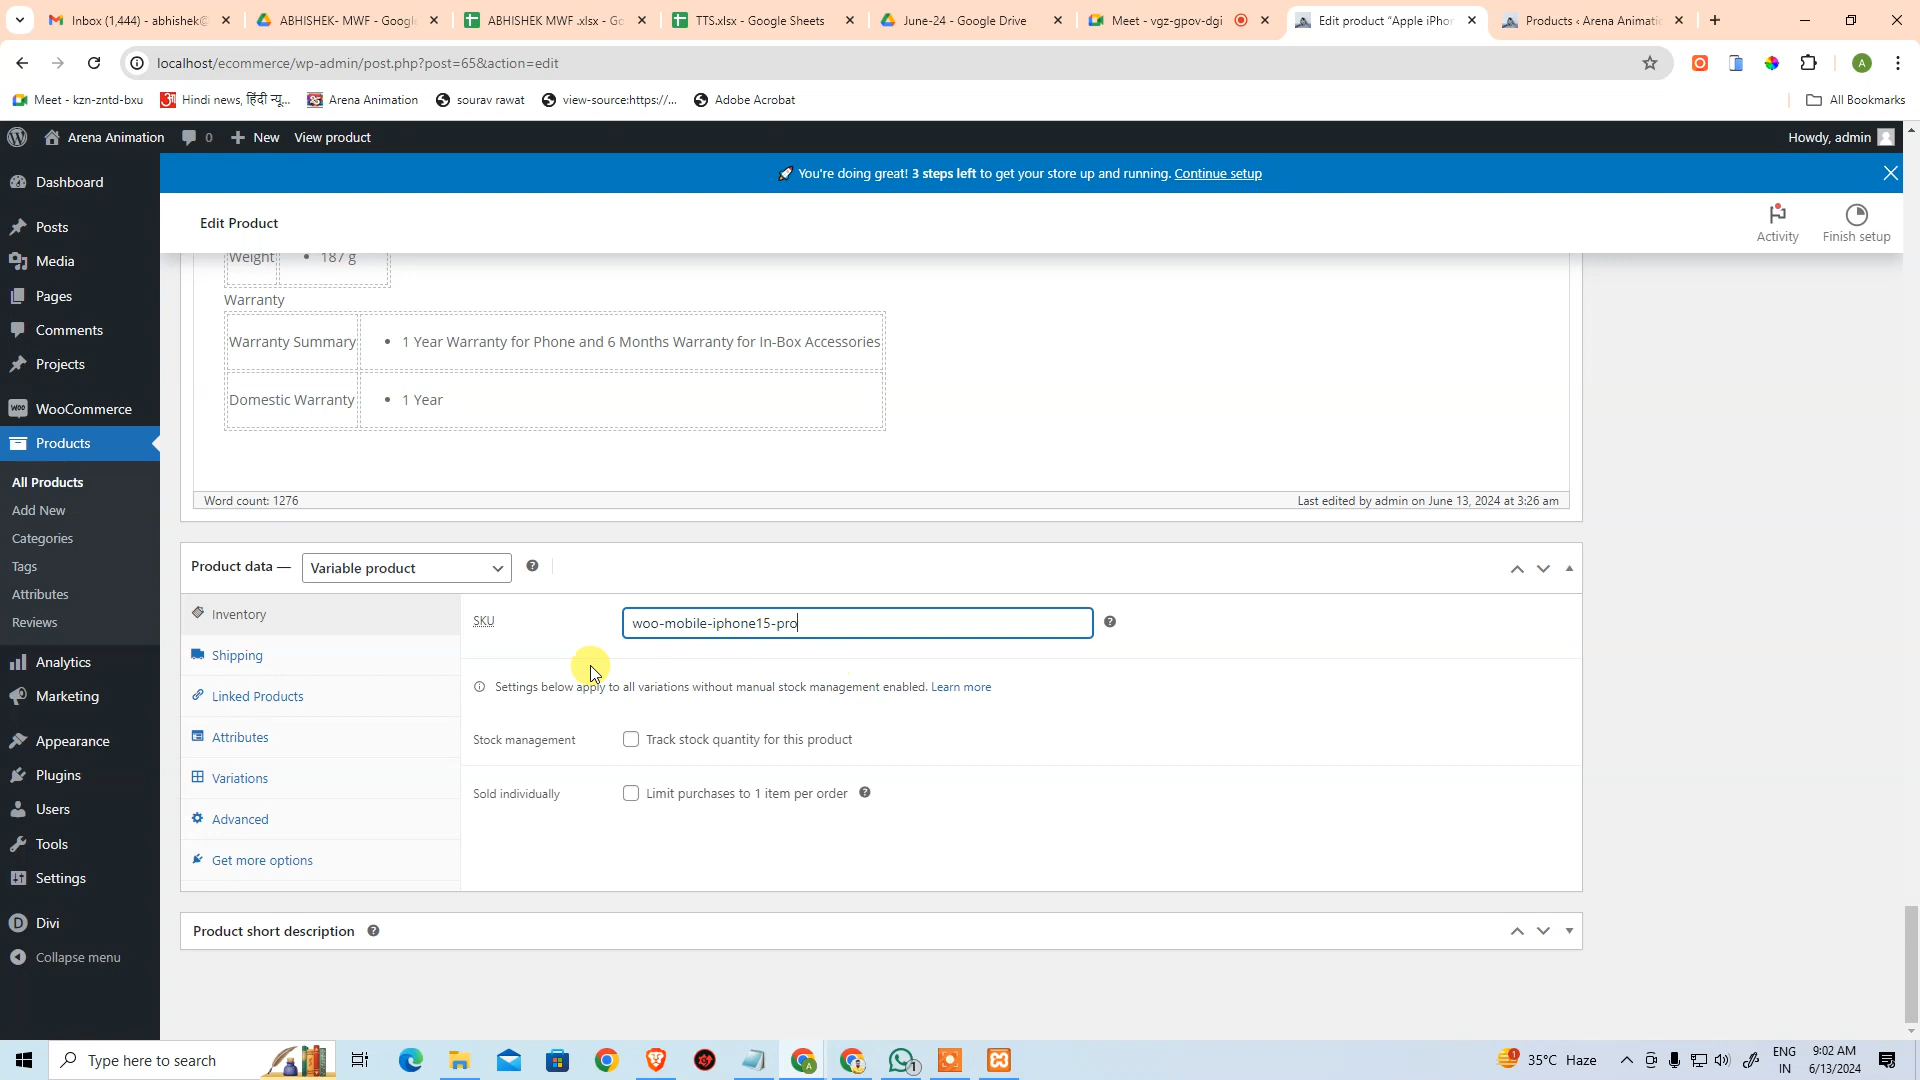 Inbox (1,444) - abhishek@
ABHISHEK- MWF - Google
ABHISHEK MWF .xlsx - Go
TTS.xlsx - Google Sheets
June-24 - Google Drive
Meet - vgz-gpov-dgi
Edit product "Apple iPho
Products ‹ Arena Animati
localhost/ecommerce/wp-admin/post.php?post=65&action=edit
A
Meet - kzn-zntd-bxu
Hindi news, हिंदी न्यू...
Arena Animation
sourav rawat
view-source:https://...
Adobe Acrobat
All Bookmarks
Arena Animation
0
New
View product
Howdy, admin
You're doing great! 3 steps left to get your store up and running. Continue setup
Edit Product
Activity
Finish setup
Dashboard
Posts
Media
Pages
Comments
Projects
WooCommerce
Products
All Products
Add New
Categories
Tags
Attributes
Reviews
Analytics
Marketing
Appearance
Plugins
Users
Tools
Settings
Divi
Collapse menu
Weight
187 g
Warranty
Warranty Summary
1 Year Warranty for Phone and 6 Months Warranty for In-Box Accessories
Domestic Warranty
1 Year
Word count: 1276
Last edited by admin on June 13, 2024 at 3:26 am
Product data —
Variable product
Inventory
Shipping
Linked Products
Attributes
Variations
Advanced
Get more options
SKU
woo-mobile-iphone15-pro
Settings below apply to all variations without manual stock management enabled. Learn more
Stock management
Track stock quantity for this product
Sold individually
Limit purchases to 1 item per order
Product short description
Type here to search
35°C Haze
ENG
IN
9:02 AM
6/13/2024